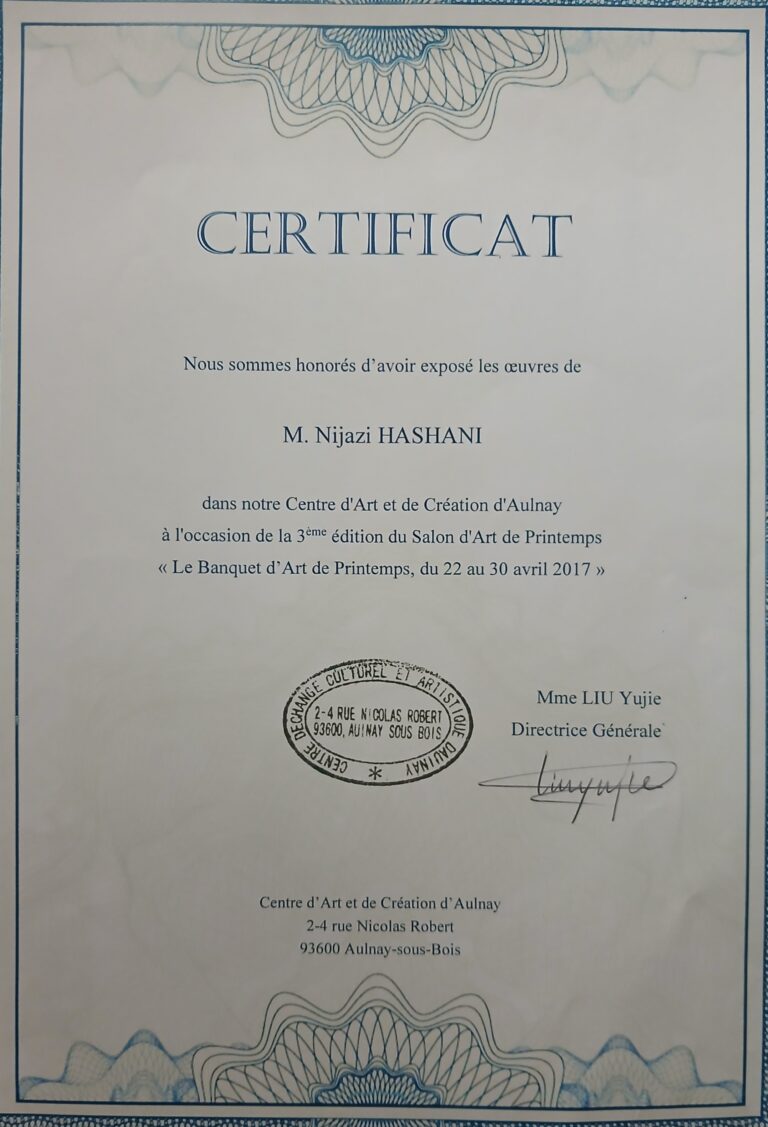 CERTIFICAT
Nous sommes honorés d’avoir exposé les œuvres de
M. Nijazi HASHANI
dans notre Centre d'Art et de Création d'Aulnay
à l'occasion de la 3ème édition du Salon d'Art de Printemps
« Le Banquet d’Art de Printemps, du 22 au 30 avril 2017 »
CENTRE DECHANGE CULTUREL ET ARTISTIQUE DAULNAY
2-4 RUE NICOLAS ROBERT
93600, AULNAY SOUS BOIS
*
Mme LIU Yujie
Directrice Générale
Liuyujie
Centre d’Art et de Création d’Aulnay
2-4 rue Nicolas Robert
93600 Aulnay-sous-Bois